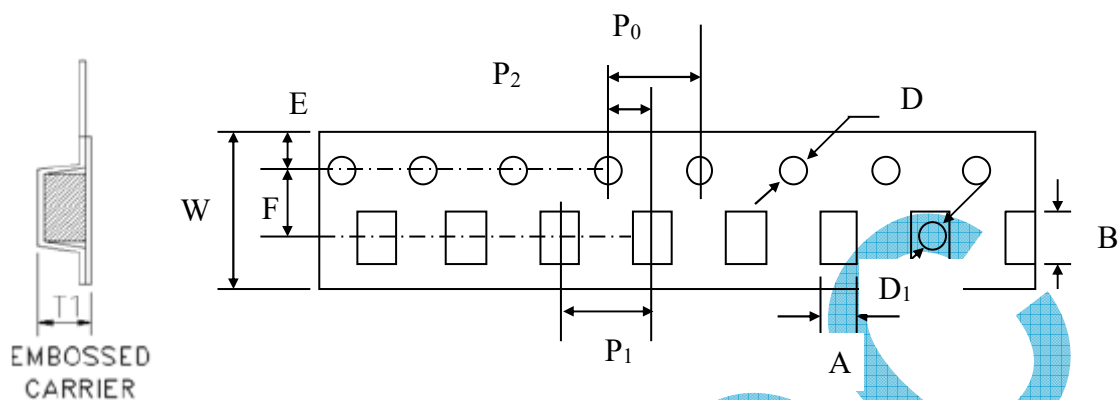 P₀
P₂
E
D
W
F
B
D₁
T1
P₁
A
EMBOSSED
CARRIER